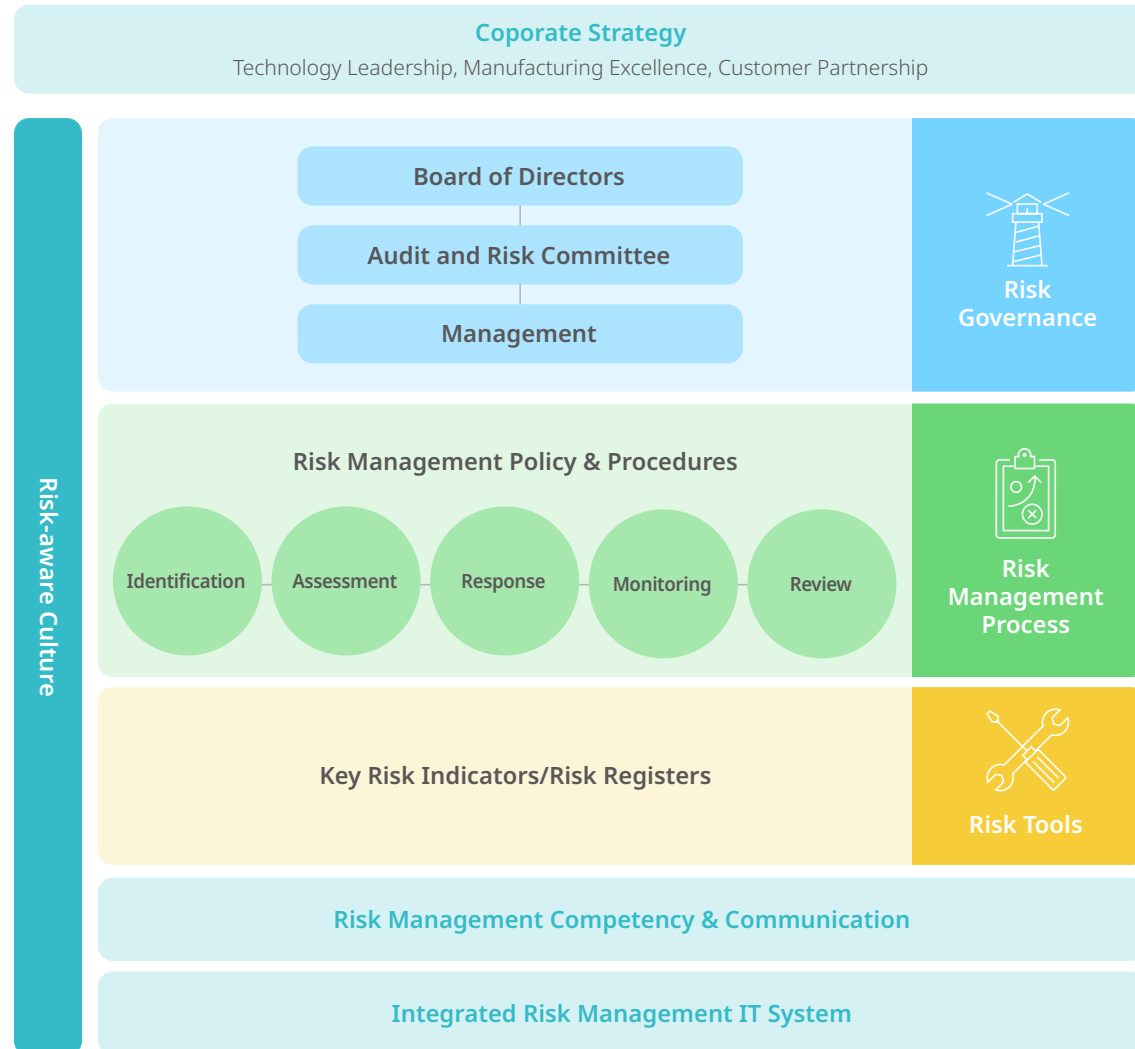 Coporate Strategy
Technology Leadership, Manufacturing Excellence, Customer Partnership
Risk-aware Culture
Board of Directors
Audit and Risk Committee
Management
Risk
Governance
Risk Management Policy & Procedures
Identification
Assessment
Response
Monitoring
Review
Risk
Management
Process
Key Risk Indicators/Risk Registers
Risk Tools
Risk Management Competency & Communication
Integrated Risk Management IT System